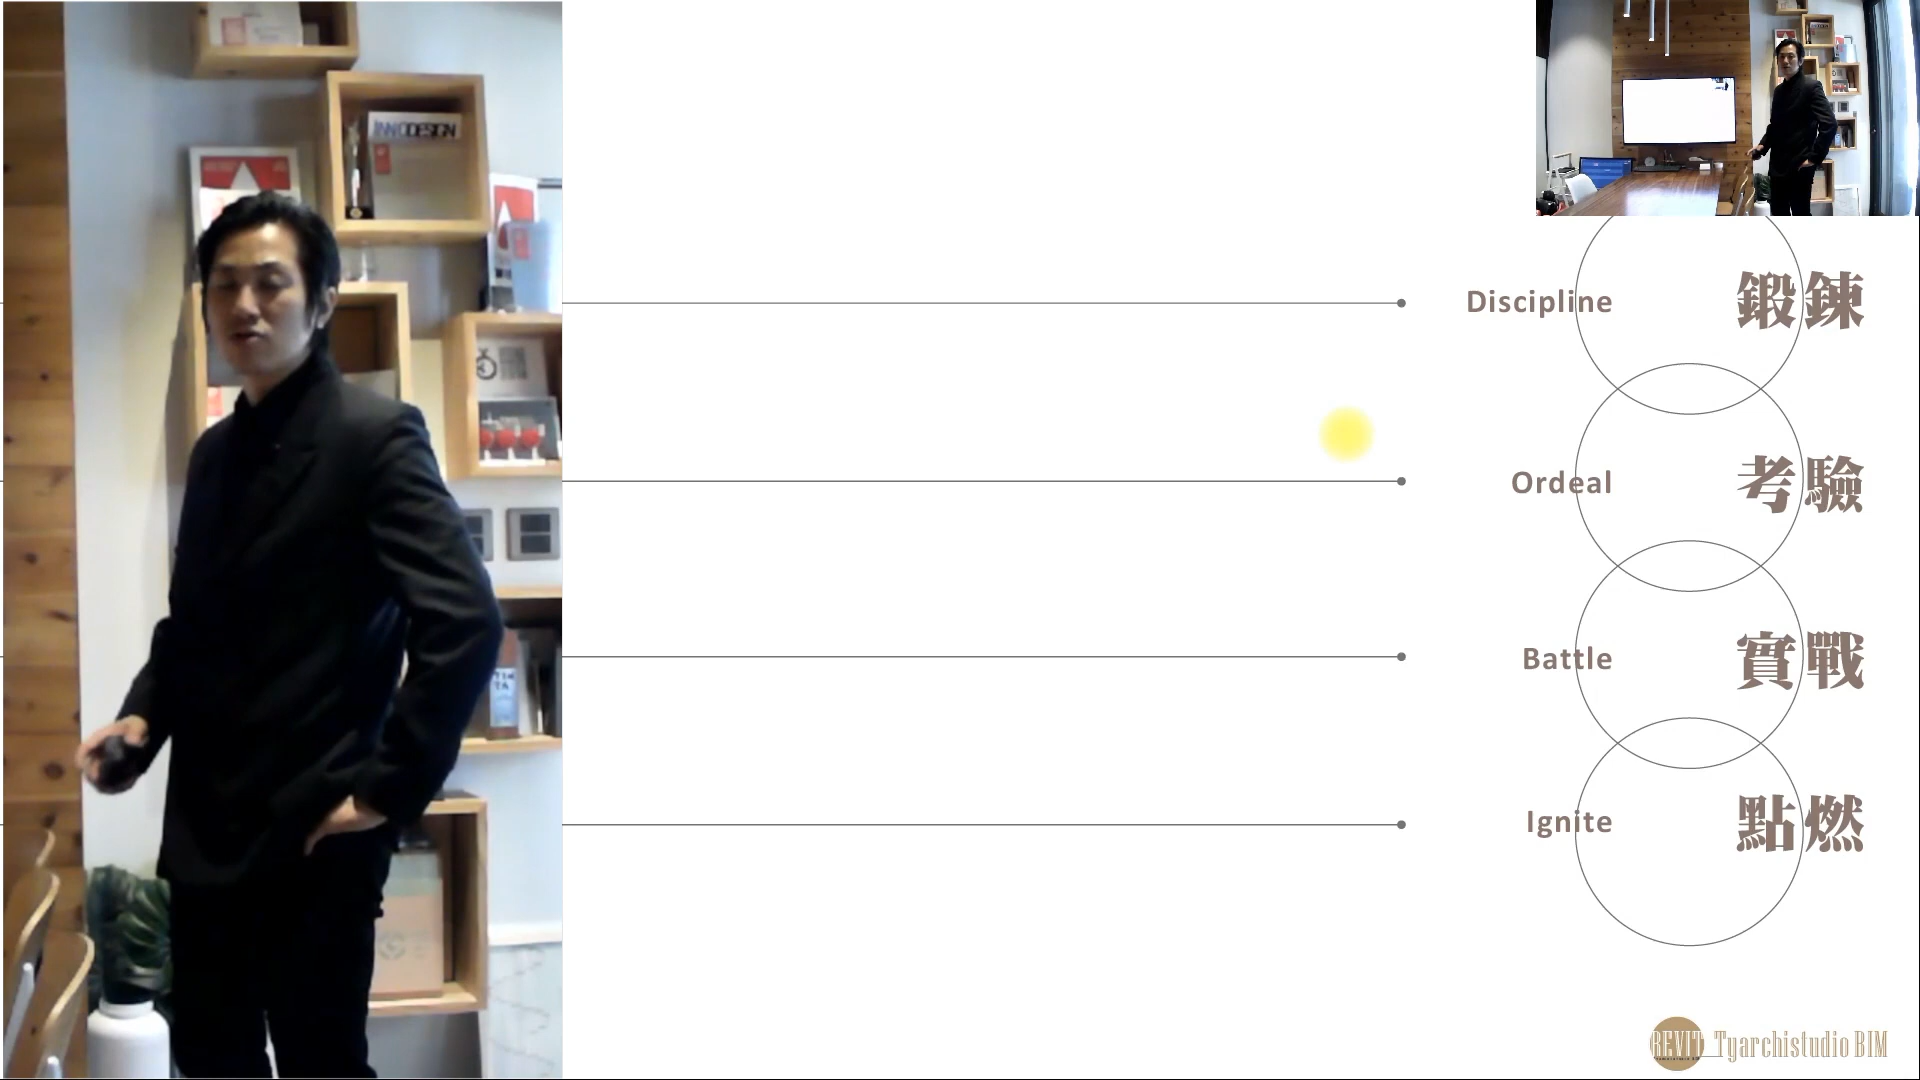 INNODESIGN
Discipline 鍛鍊
Ordeal 考驗
Battle 實戰
Ignite 點燃
REVIT Tyarchistudio BIM